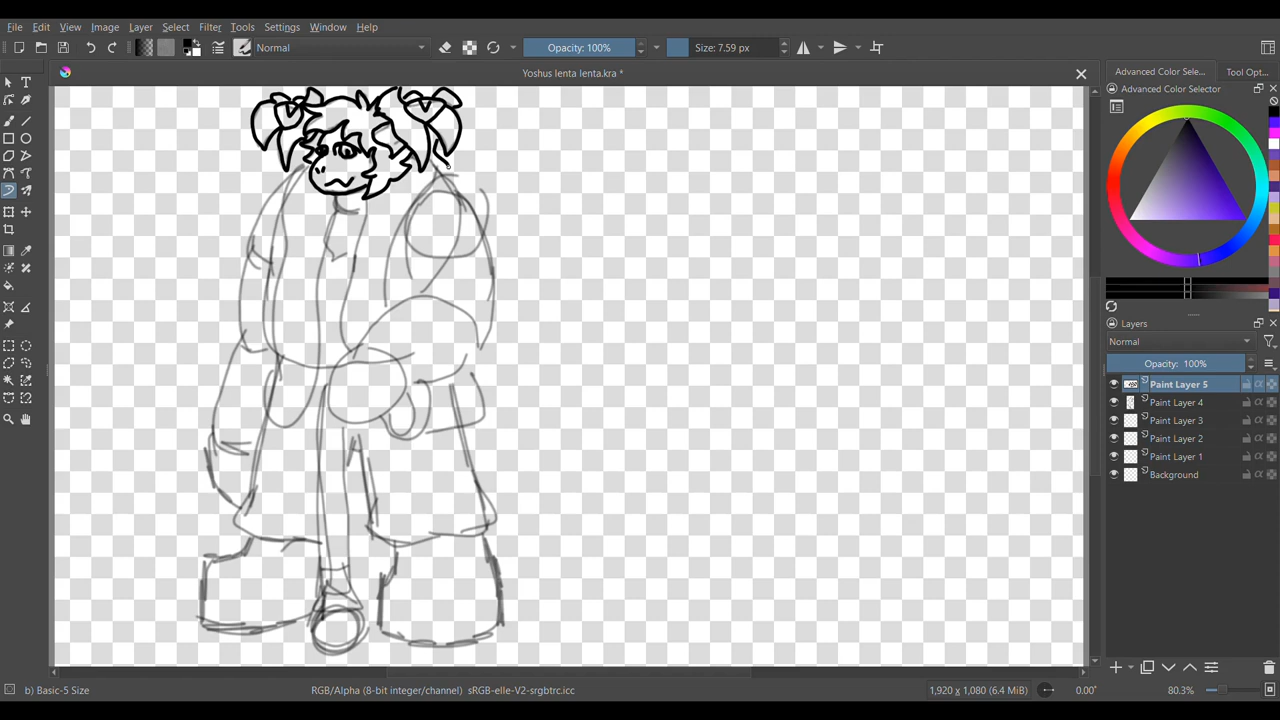 File Edit View Image Layer Select Filter Tools Settings Window Help
Normal Opacity: 100% Size: 7.59 px
Yoshus lenta lenta.kra *
Advanced Color Sele... Tool Opt...
Advanced Color Selector
Layers
Normal
Opacity: 100%
Paint Layer 5
Paint Layer 4
Paint Layer 3
Paint Layer 2
Paint Layer 1
Background
b) Basic-5 Size RGB/Alpha (8-bit integer/channel) sRGB-elle-V2-srgbtrc.icc 1,920 x 1,080 (6.4 MiB) 0.00° 80.3%